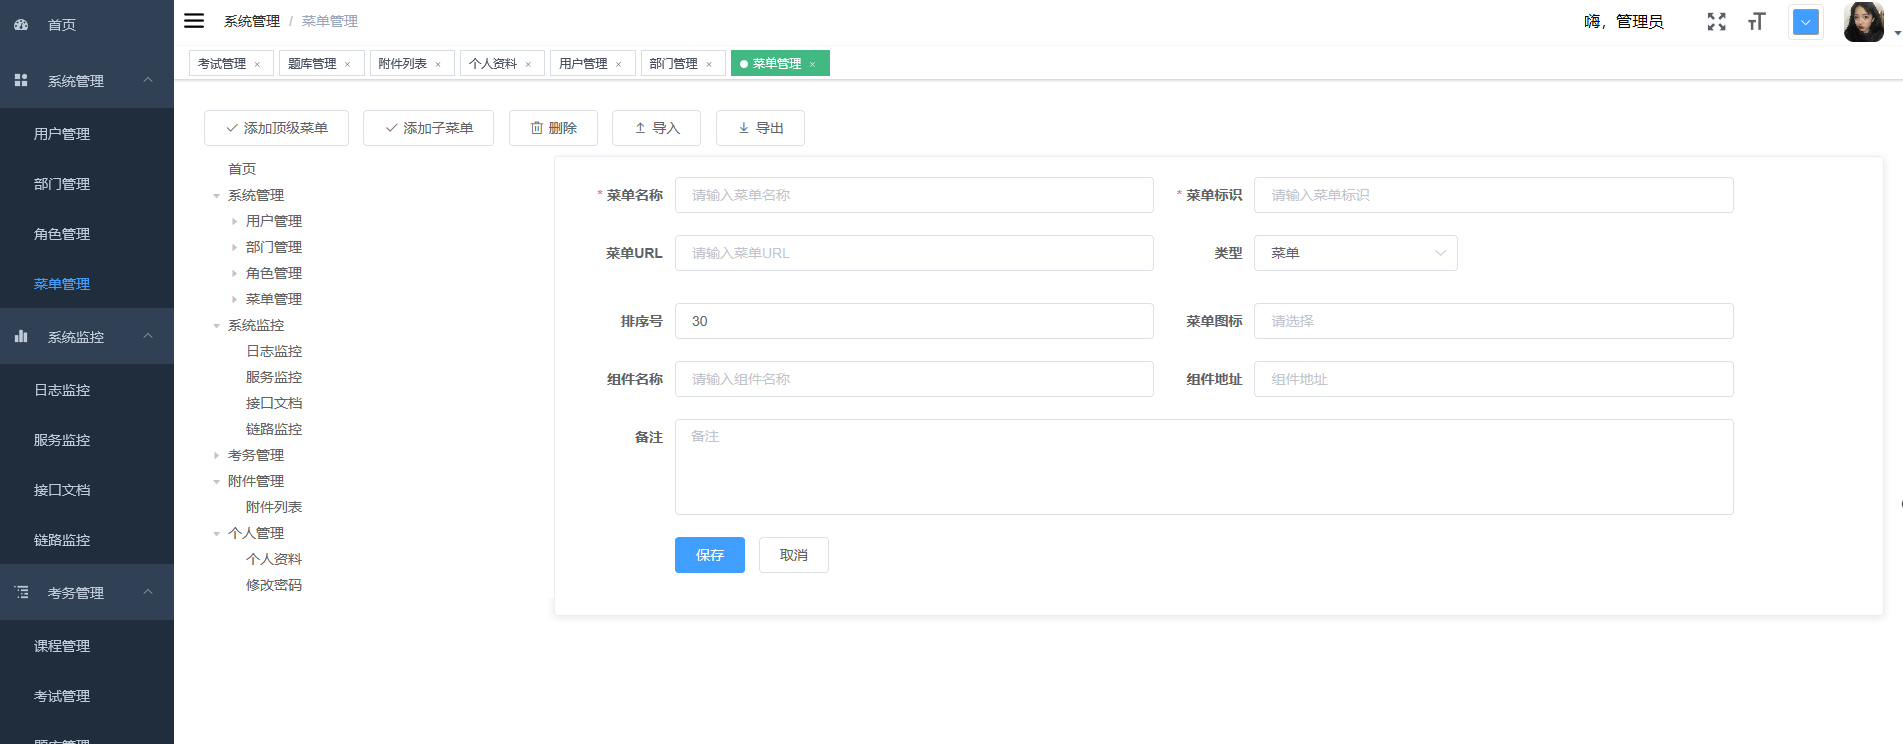 首页
系统管理
用户管理
部门管理
角色管理
菜单管理
系统监控
日志监控
服务监控
接口文档
链路监控
考务管理
课程管理
考试管理
题库管理
系统管理 / 菜单管理
嗨，管理员
考试管理 × 题库管理 × 附件列表 × 个人资料 × 用户管理 × 部门管理 × 菜单管理 ×
添加顶级菜单 添加子菜单 删除 导入 导出
首页
系统管理
用户管理
部门管理
角色管理
菜单管理
系统监控
日志监控
服务监控
接口文档
链路监控
考务管理
附件管理
附件列表
个人管理
个人资料
修改密码
* 菜单名称 请输入菜单名称 * 菜单标识 请输入菜单标识
菜单URL 请输入菜单URL 类型 菜单
排序号 30 菜单图标 请选择
组件名称 请输入组件名称 组件地址 组件地址
备注 备注
保存 取消